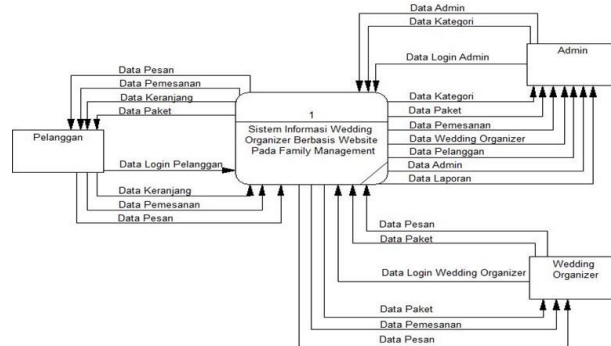 Data Admin
Data Kategori
Data Login Admin
Admin
Data Pesan
Data Pemesanan
Data Keranjang
Data Paket
Pelanggan
Data Login Pelanggan
Data Keranjang
Data Pemesanan
Data Pesan
1
Sistem Informasi Wedding
Organizer Berbasis Website
Pada Family Management
Data Kategori
Data Paket
Data Pemesanan
Data Wedding Organizer
Data Pelanggan
Data Admin
Data Laporan
Data Pesan
Data Paket
Data Login Wedding Organizer
Wedding
Organizer
Data Paket
Data Pemesanan
Data Pesan